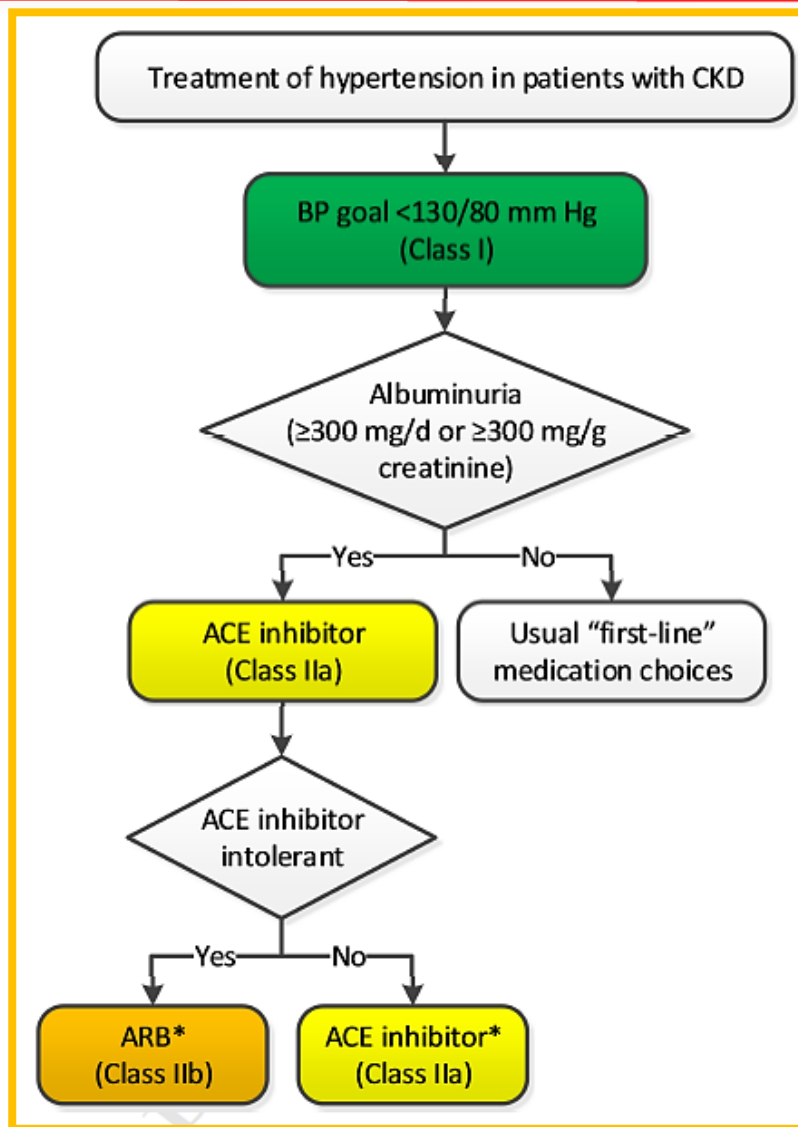 Treatment of hypertension in patients with CKD
BP goal <130/80 mm Hg
(Class I)
Albuminuria
(≥300 mg/d or ≥300 mg/g
creatinine)
Yes
No
ACE inhibitor
(Class IIa)
Usual “first-line”
medication choices
ACE inhibitor
intolerant
Yes
No
ARB*
(Class IIb)
ACE inhibitor*
(Class IIa)